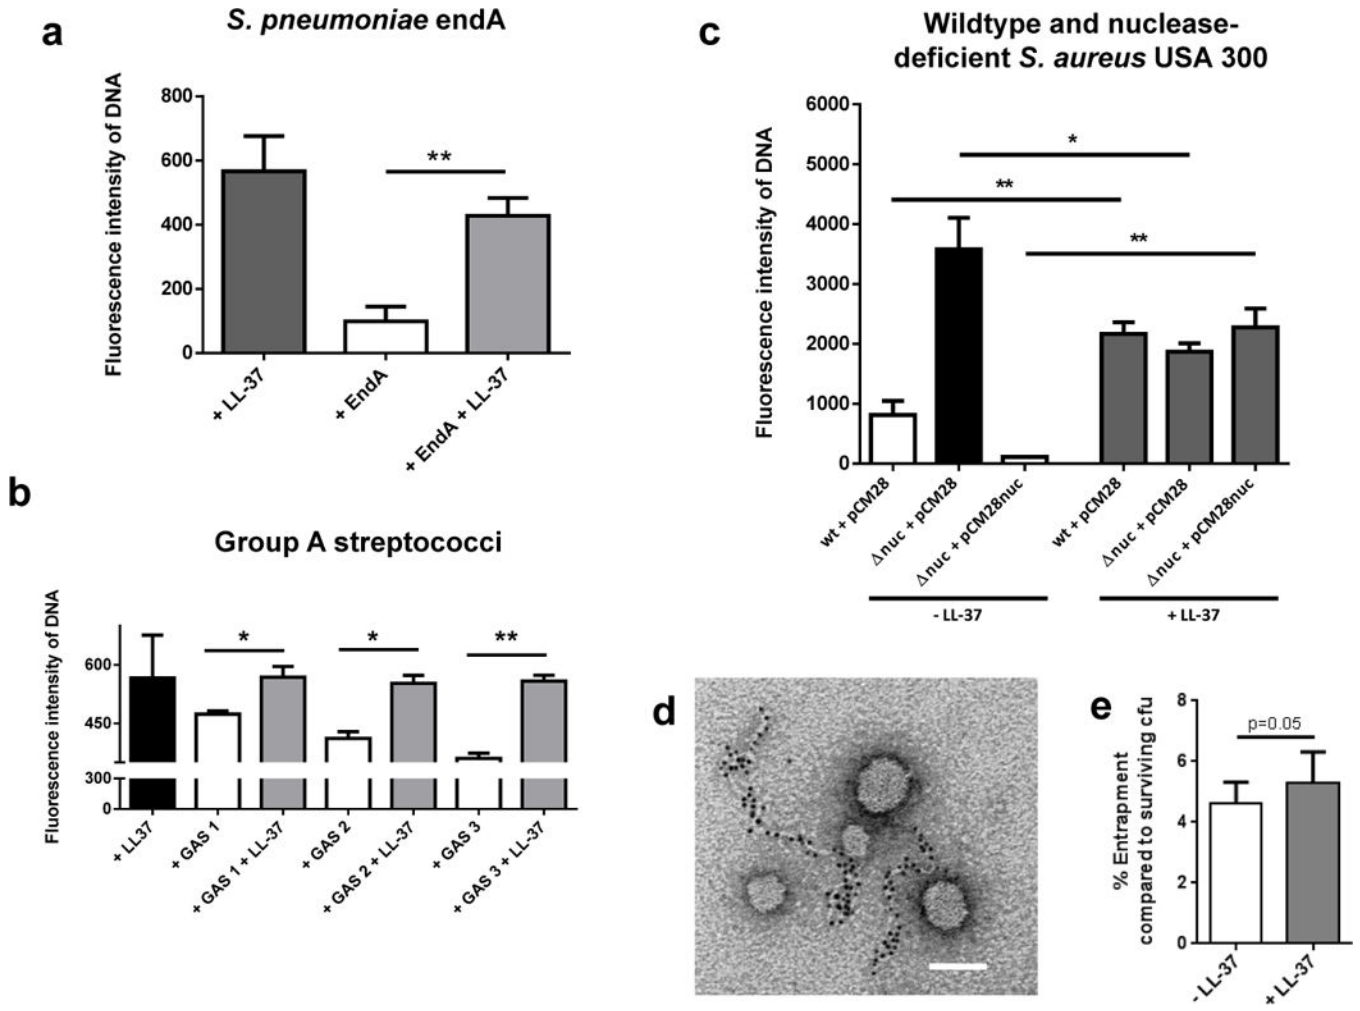 a
S. pneumoniae endA
Fluorescence intensity of DNA
800
600
400
200
0
**
+ LL-37
+ EndA
+ EndA + LL-37
b
Group A streptococci
Fluorescence intensity of DNA
600
450
300
0
*
*
**
+ LL37
+ GAS 1
+ GAS 1 + LL-37
+ GAS 2
+ GAS 2 + LL-37
+ GAS 3
+ GAS 3 + LL-37
c
Wildtype and nuclease-
deficient S. aureus USA 300
Fluorescence intensity of DNA
6000
5000
4000
3000
2000
1000
0
*
**
**
wt + pCM28
Δnuc + pCM28
Δnuc + pCM28nuc
wt + pCM28
Δnuc + pCM28
Δnuc + pCM28nuc
- LL-37
+ LL-37
d
e
% Entrapment
compared to surviving cfu
8
6
4
2
0
p=0.05
- LL-37
+ LL-37